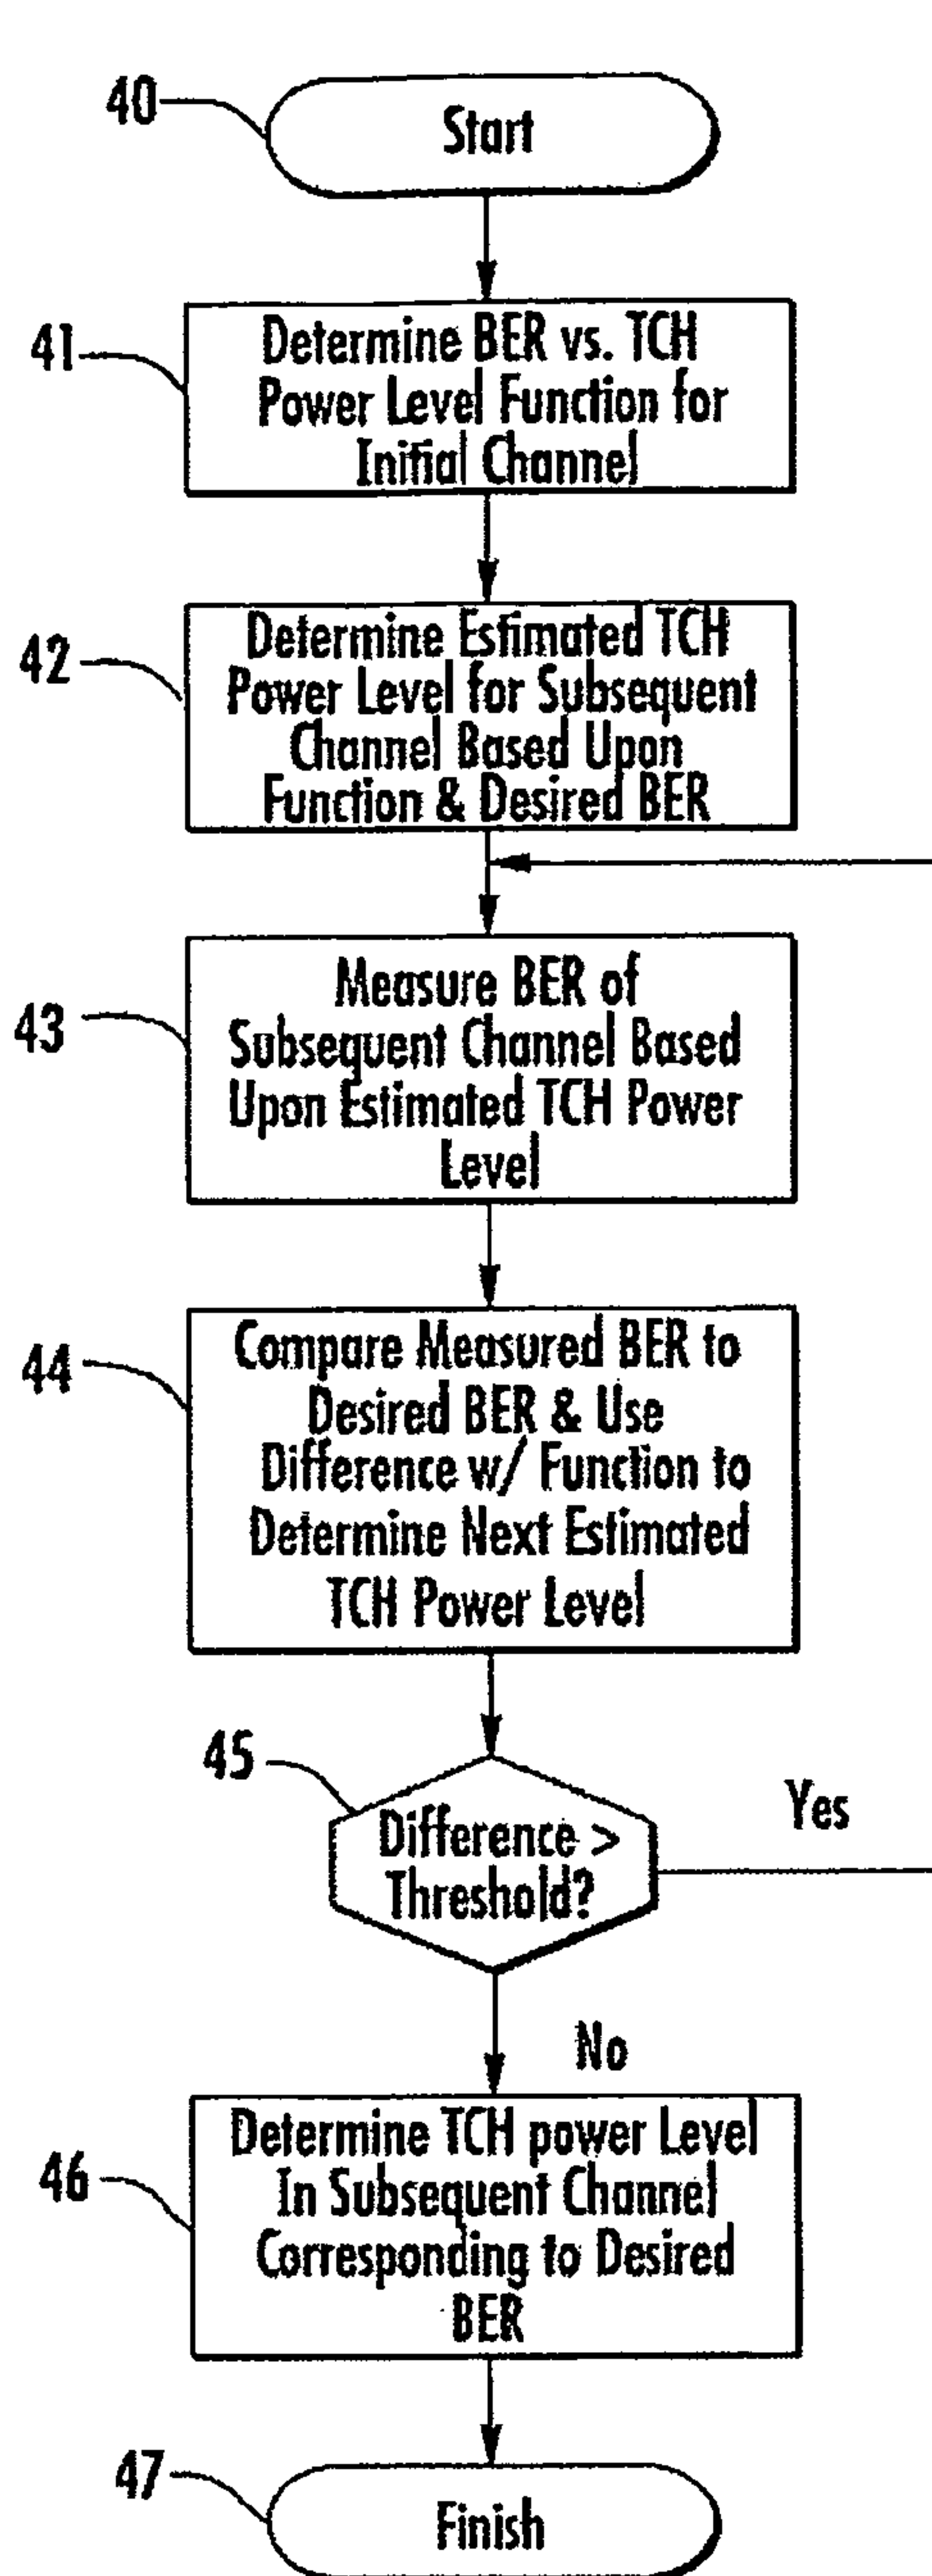 40
Start
41
Determine BER vs. TCH
Power Level Function for
Initial Channel
42
Determine Estimated TCH
Power Level for Subsequent
Channel Based Upon
Function & Desired BER
43
Measure BER of
Subsequent Channel Based
Upon Estimated TCH Power
Level
44
Compare Measured BER to
Desired BER & Use
Difference w/ Function to
Determine Next Estimated
TCH Power Level
45
Difference >
Threshold?
Yes
No
46
Determine TCH power Level
In Subsequent Channel
Corresponding to Desired
BER
47
Finish